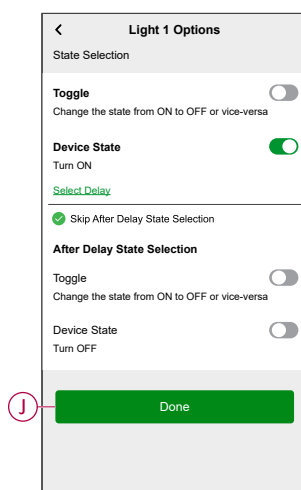 Light 1 Options
State Selection
Toggle
Change the state from ON to OFF or vice-versa
Device State
Turn ON
Select Delay
Skip After Delay State Selection
After Delay State Selection
Toggle
Change the state from ON to OFF or vice-versa
Device State
Turn OFF
J
Done